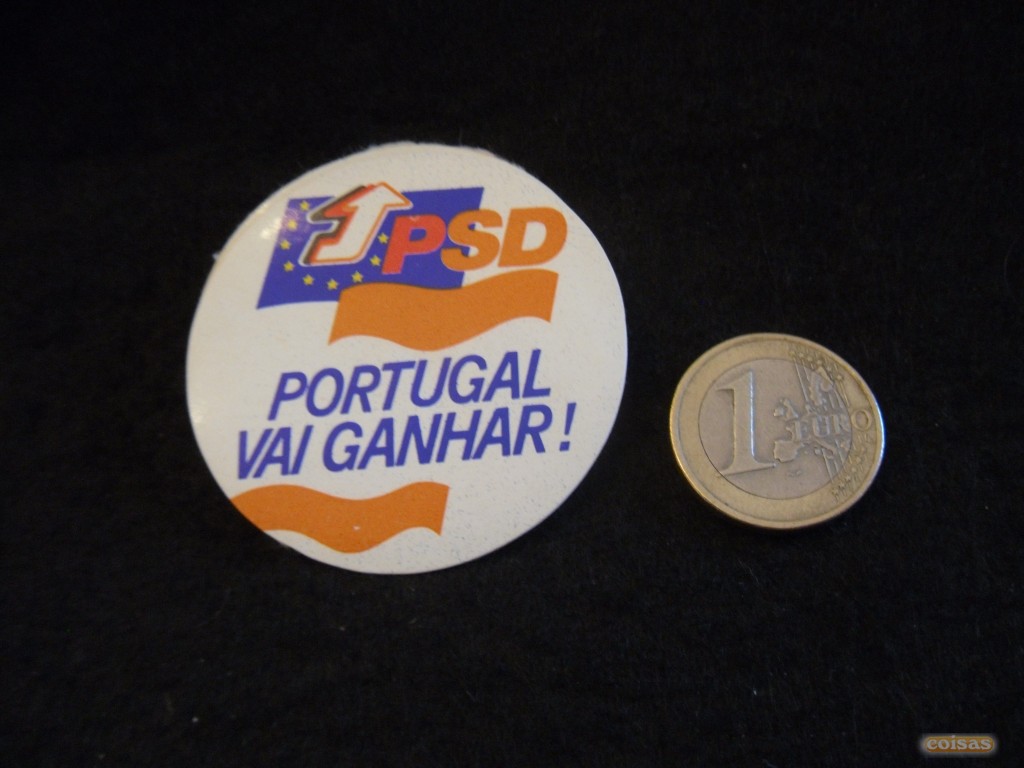 PSD
PORTUGAL
VAI GANHAR!
1
EURO
coisas